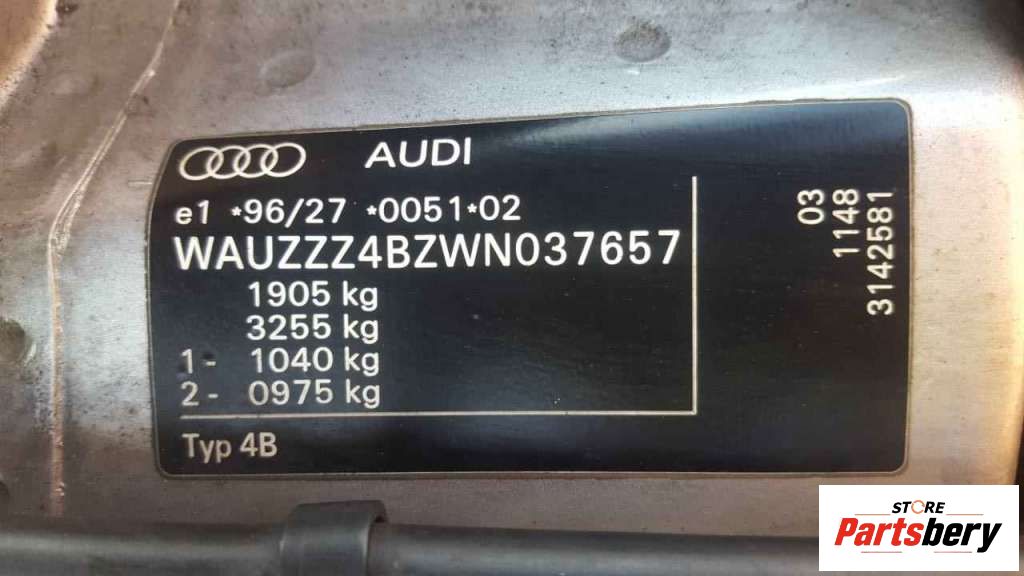 AUDI
e1 *96/27 *0051*02
WAUZZZ4BZWN037657
1905 kg
3255 kg
1- 1040 kg
2- 0975 kg
Typ 4B
03
1148
3142581
STORE
Partsbery